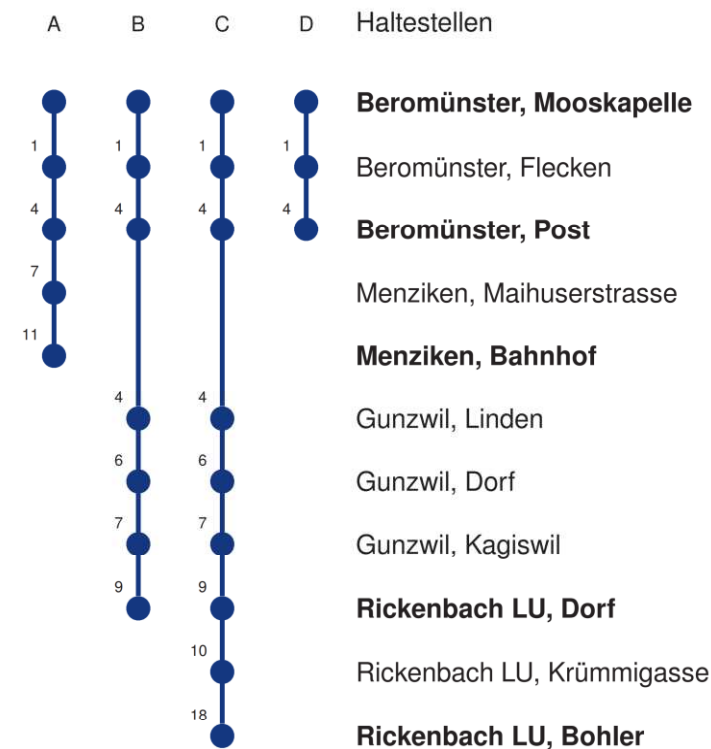 A B C D Haltestellen
Beromünster, Mooskapelle
1 1 1 1 Beromünster, Flecken
4 4 4 4 Beromünster, Post
7 Menziken, Maihuserstrasse
11 Menziken, Bahnhof
4 4 Gunzwil, Linden
6 6 Gunzwil, Dorf
7 7 Gunzwil, Kagiswil
9 9 Rickenbach LU, Dorf
10 Rickenbach LU, Krümmigasse
18 Rickenbach LU, Bohler